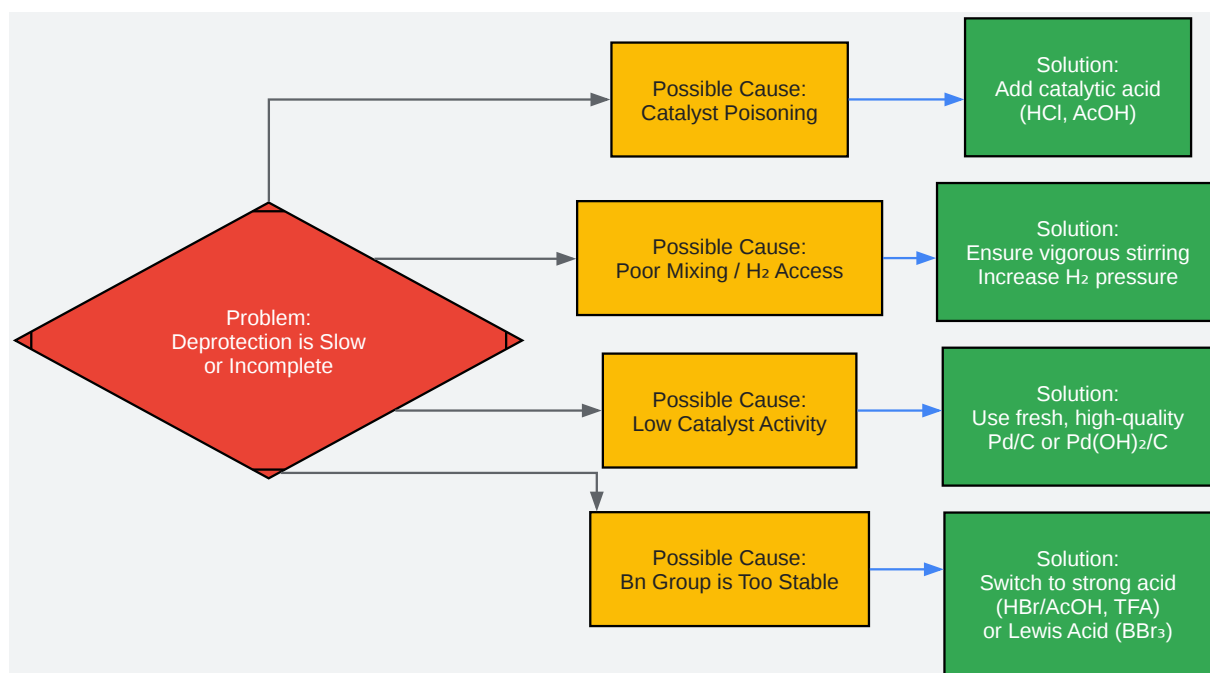 Problem:
Deprotection is Slow
or Incomplete
Possible Cause:
Catalyst Poisoning
Solution:
Add catalytic acid
(HCl, AcOH)
Possible Cause:
Poor Mixing / H₂ Access
Solution:
Ensure vigorous stirring
Increase H₂ pressure
Possible Cause:
Low Catalyst Activity
Solution:
Use fresh, high-quality
Pd/C or Pd(OH)₂/C
Possible Cause:
Bn Group is Too Stable
Solution:
Switch to strong acid
(HBr/AcOH, TFA)
or Lewis Acid (BBr₃)